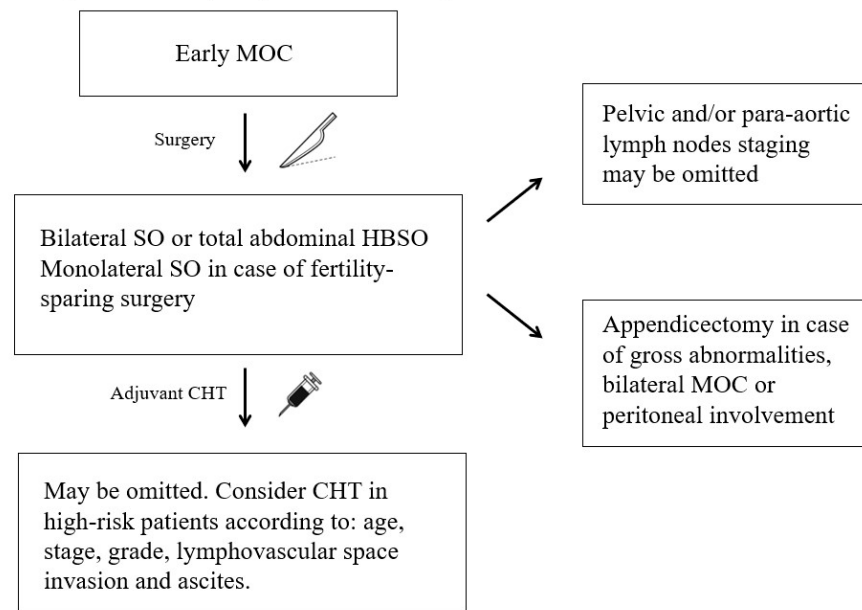 Early MOC
Surgery
Bilateral SO or total abdominal HBSO
Monolateral SO in case of fertility-
sparing surgery
Pelvic and/or para-aortic
lymph nodes staging
may be omitted
Appendicectomy in case
of gross abnormalities,
bilateral MOC or
peritoneal involvement
Adjuvant CHT
May be omitted. Consider CHT in
high-risk patients according to: age,
stage, grade, lymphovascular space
invasion and ascites.